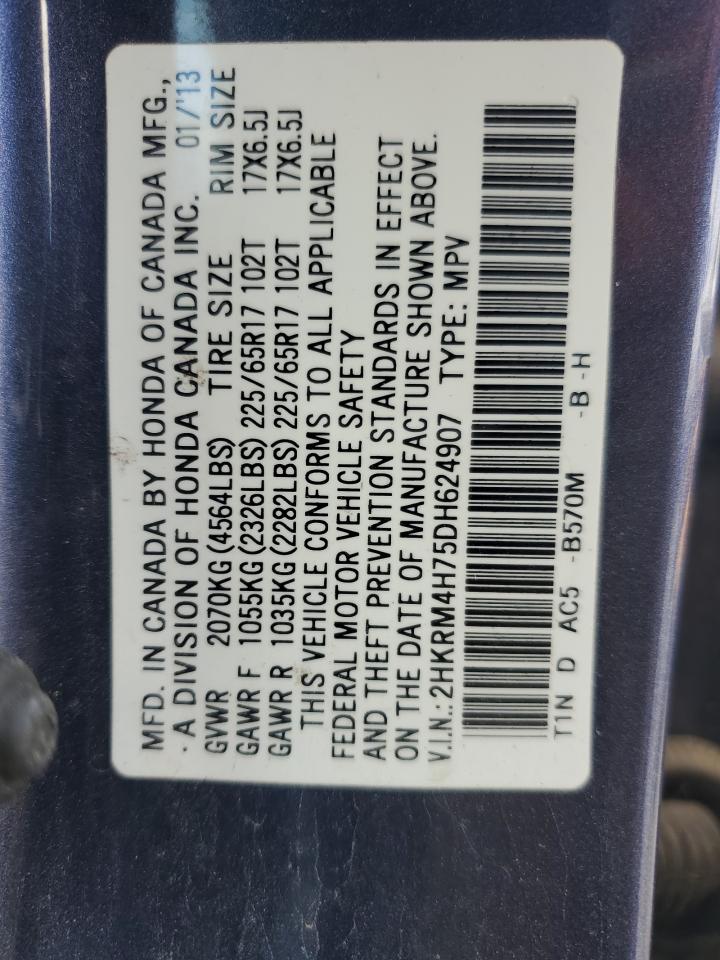 MFD. IN CANADA BY HONDA OF CANADA MFG.,
· A DIVISION OF HONDA CANADA INC. 01/'13
GVWR 2070KG(4564LBS) TIRE SIZE RIM SIZE
GAWR F 1055KG(2326LBS) 225/65R17 102T 17X6.5J
GAWR R 1035KG(2282LBS) 225/65R17 102T 17X6.5J
THIS VEHICLE CONFORMS TO ALL APPLICABLE
FEDERAL MOTOR VEHICLE SAFETY
AND THEFT PREVENTION STANDARDS IN EFFECT
ON THE DATE OF MANUFACTURE SHOWN ABOVE.
V.I.N.:2HKRM4H75DH624907 TYPE: MPV
T1N D AC5 -B570M -B -H